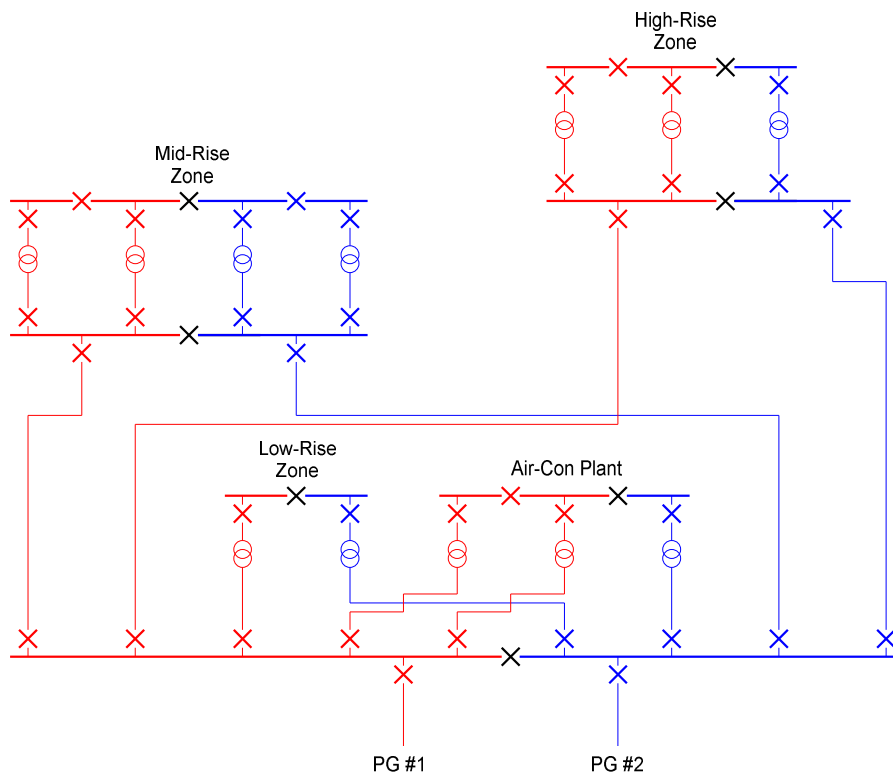 High-Rise
Zone
Mid-Rise
Zone
Low-Rise
Zone
Air-Con Plant
PG #1
PG #2